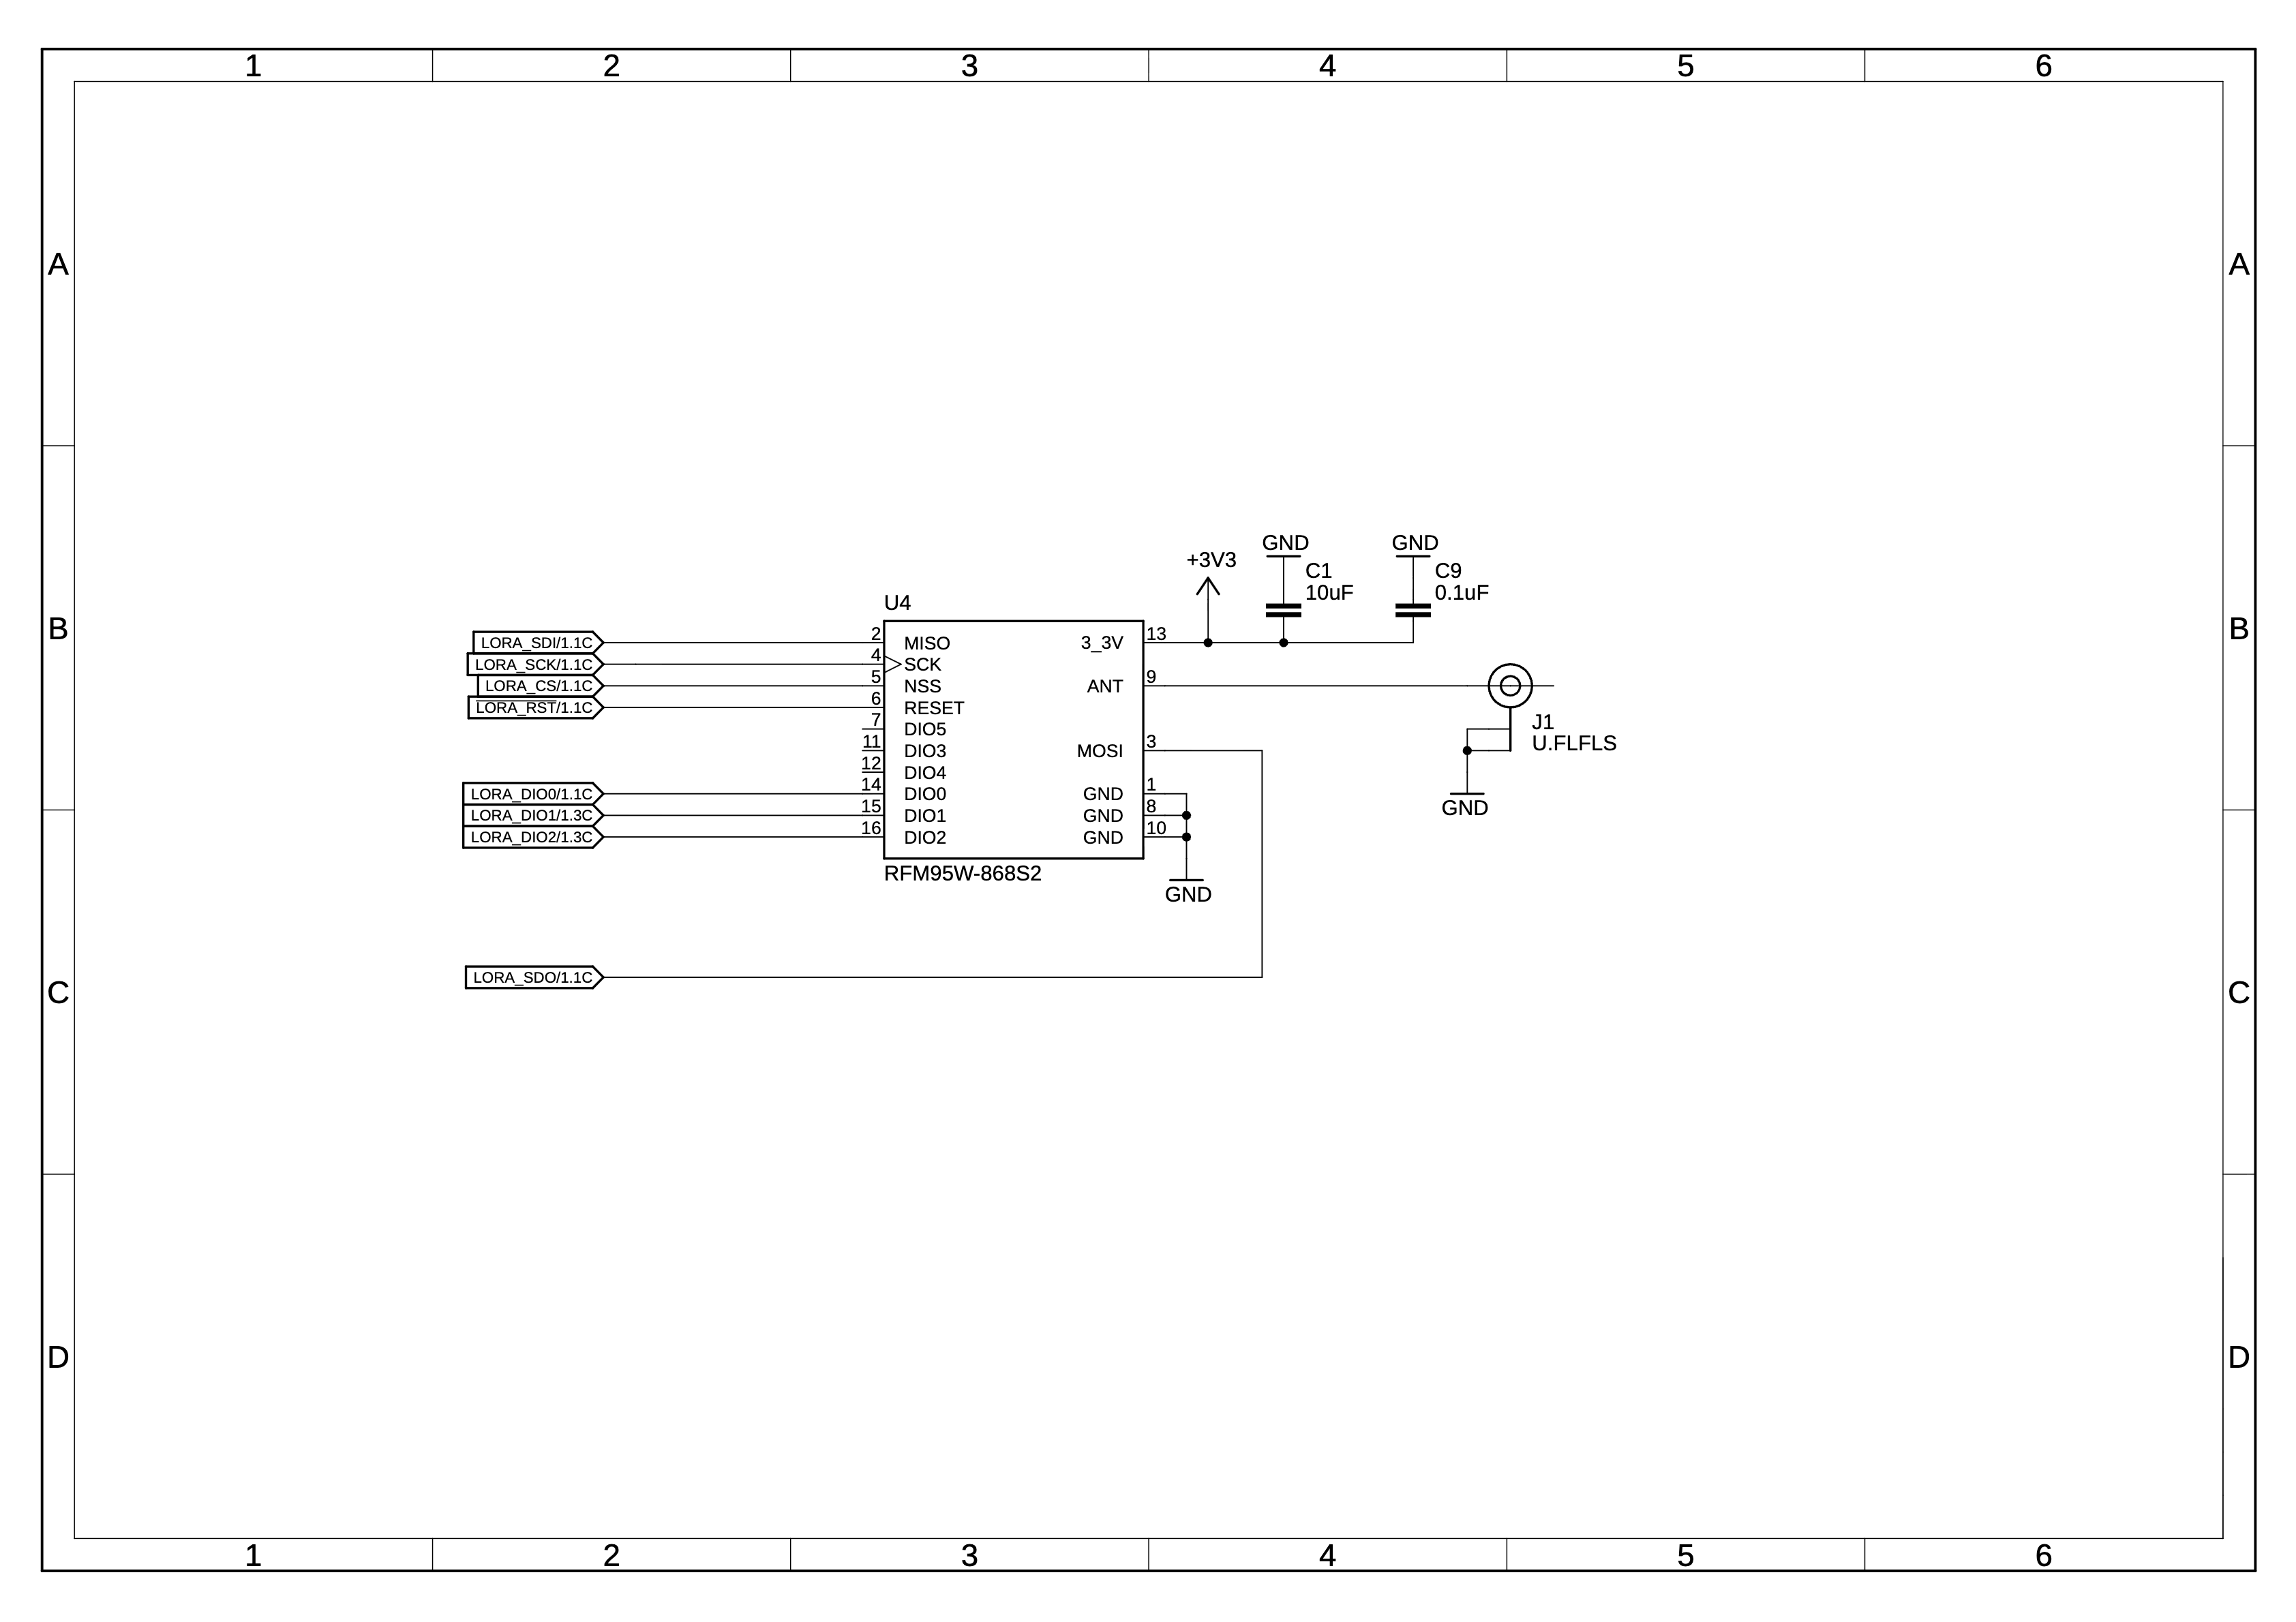 1 2 3 4 5 6
A A
GND GND
+3V3 C1 C9
10uF 0.1uF
U4
B B
LORA_SDI/1.1C 2 MISO 3_3V 13
LORA_SCK/1.1C 4 SCK
LORA_CS/1.1C 5 NSS ANT 9
LORA_RST/1.1C 6 RESET
7 DIO5 J1
11 DIO3 MOSI 3 U.FLFLS
12 DIO4
LORA_DIO0/1.1C 14 DIO0 GND 1
LORA_DIO1/1.3C 15 DIO1 GND 8 GND
LORA_DIO2/1.3C 16 DIO2 GND 10
RFM95W-868S2
GND
LORA_SDO/1.1C
C C
D D
1 2 3 4 5 6